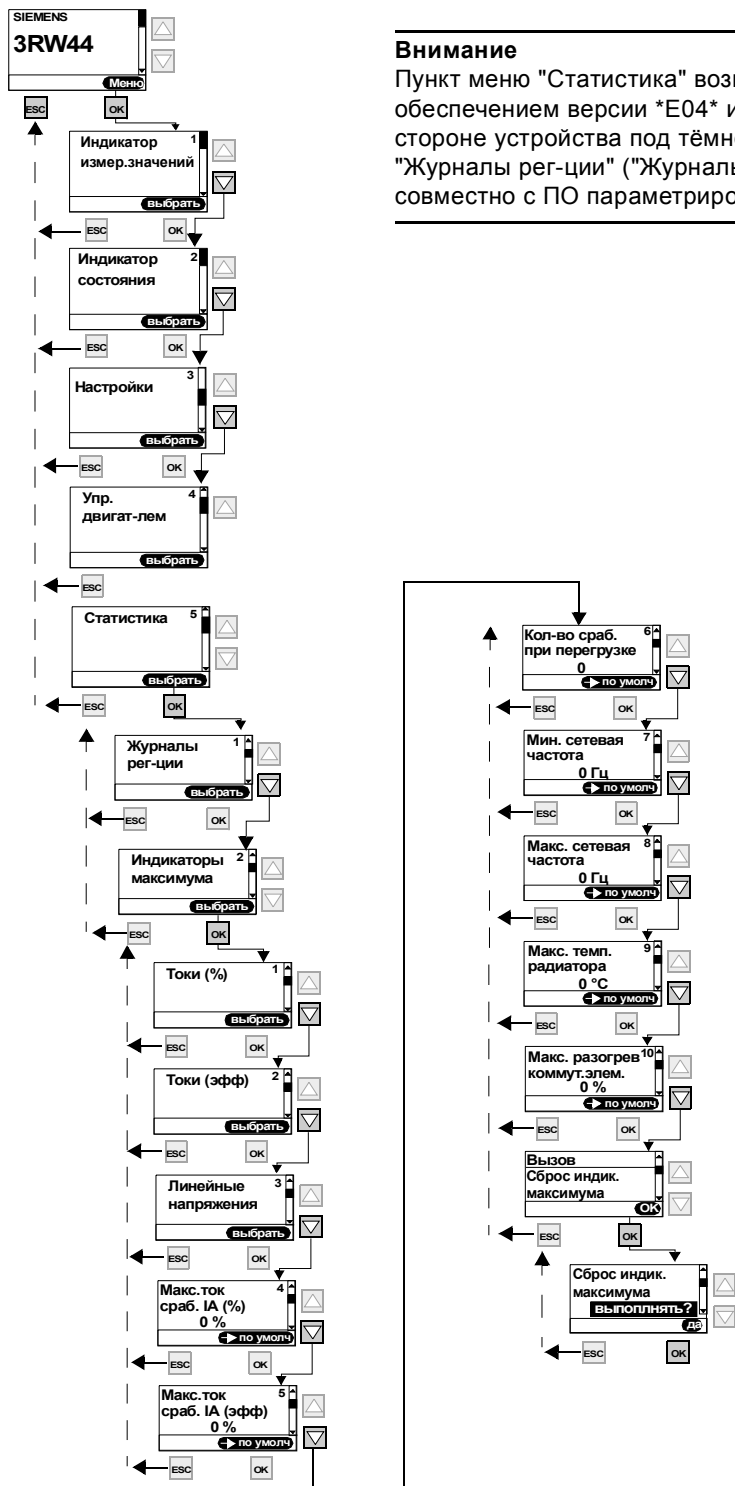 SIEMENS
3RW44
Меню
ESC
OK
Внимание
Пункт меню "Статистика"
обеспечением версии *E04* и
стороне устройства под
"Журналы рег-ции"
совместно с ПО
Индикатор 1
измер.значений
выбрать
ESC
OK
Индикатор 2
состояния
выбрать
ESC
OK
3
Настройки
выбрать
ESC
OK
Упр. 4
двигат-лем
выбрать
ESC
Статистика 5
выбрать
ESC
OK
Журналы 1
рег-ции
выбрать
ESC
OK
Индикаторы 2
максимума
выбрать
ESC
OK
Токи (%) 1
выбрать
ESC
OK
Токи (эфф) 2
выбрать
ESC
OK
Линейные 3
напряжения
выбрать
ESC
OK
Макс.ток 4
сраб. IA (%)
0 %
по умолч
ESC
OK
Макс.ток 5
сраб. IA (эфф)
0 %
по умолч
ESC
OK
Кол-во сраб. 6
при перегрузке
0
по умолч
ESC
OK
Мин. сетевая 7
частота
0 Гц
по умолч
ESC
OK
Макс. сетевая 8
частота
0 Гц
по умолч
ESC
OK
Макс. темп. 9
радиатора
0 °C
по умолч
ESC
OK
Макс. разогрев 10
коммут.элем.
0 %
по умолч
ESC
OK
Вызов
Сброс индик.
максимума
OK
ESC
OK
Сброс индик.
максимума
выпоплнять?
да
ESC
OK